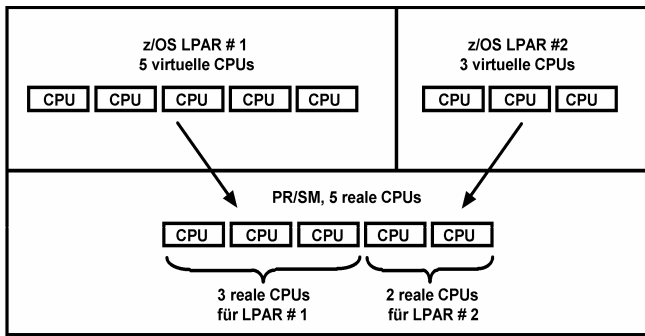 z/OS LPAR # 1
5 virtuelle CPUs
CPU CPU CPU CPU CPU
z/OS LPAR #2
3 virtuelle CPUs
CPU CPU CPU
PR/SM, 5 reale CPUs
CPU CPU CPU CPU CPU
3 reale CPUs
für LPAR # 1
2 reale CPUs
für LPAR # 2